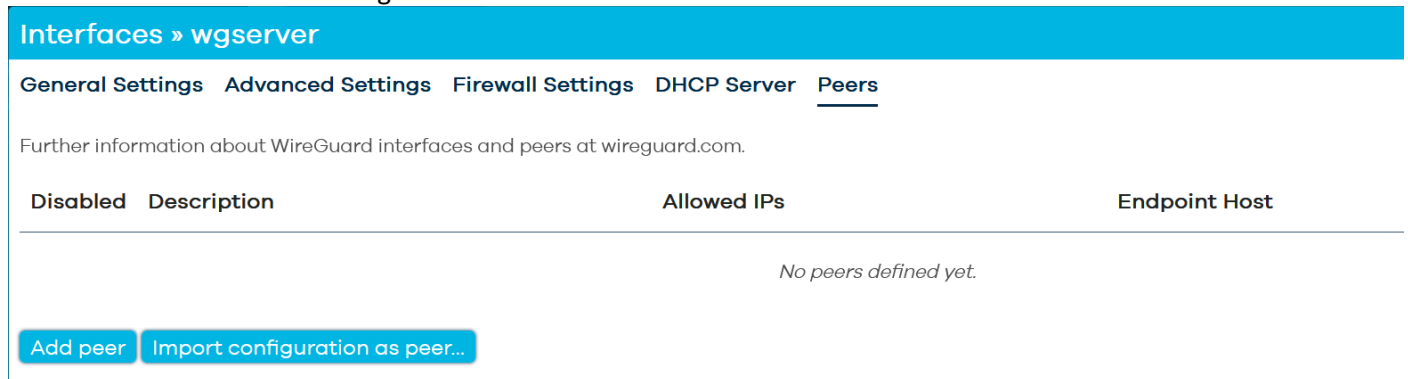 Interfaces » wgserver
General Settings Advanced Settings Firewall Settings DHCP Server Peers
Further information about WireGuard interfaces and peers at wireguard.com.
Disabled Description Allowed IPs Endpoint Host
No peers defined yet.
Add peer Import configuration as peer...